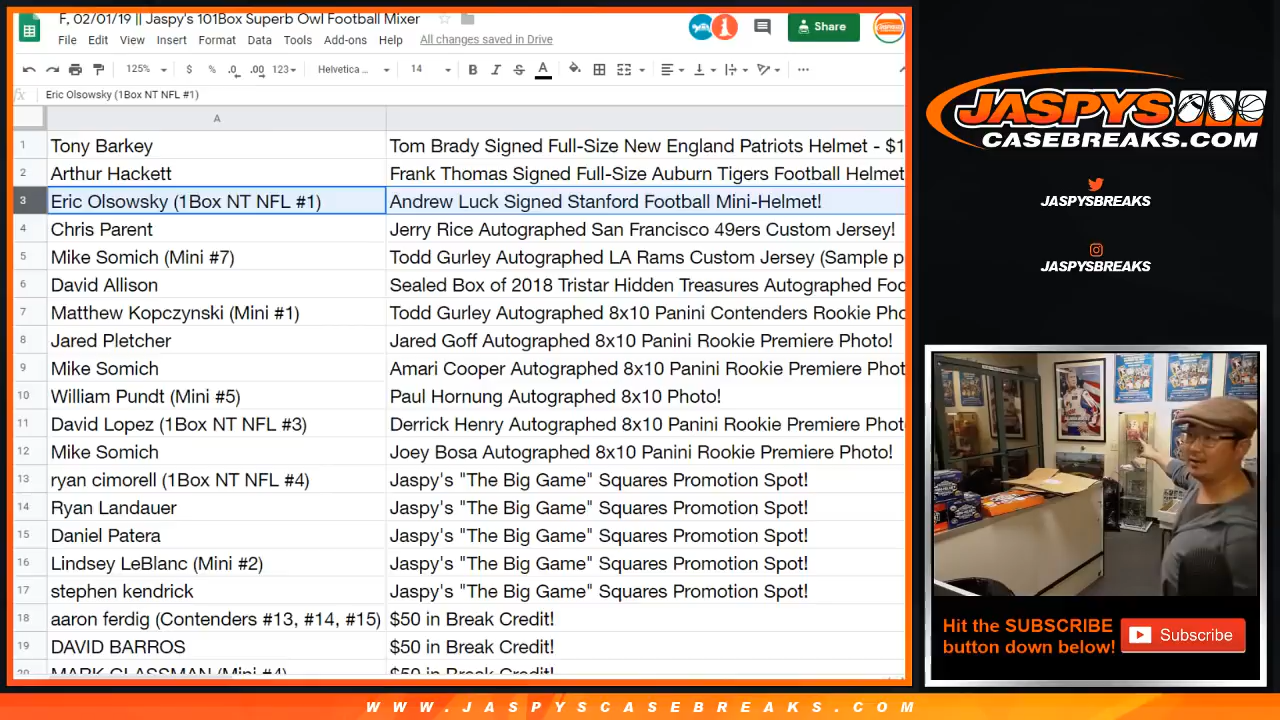 F, 02/01/19 || Jaspy's 101Box Superb Owl Football Mixer
File Edit View Insert Format Data Tools Add-ons Help All changes saved in Drive
Share
125% $ % .0 .00 123 Helvetica ... 14 B I S A
fx Eric Olsowsky (1Box NT NFL #1)
A
1 Tony Barkey Tom Brady Signed Full-Size New England Patriots Helmet - $1
2 Arthur Hackett Frank Thomas Signed Full-Size Auburn Tigers Football Helmet
3 Eric Olsowsky (1Box NT NFL #1) Andrew Luck Signed Stanford Football Mini-Helmet!
4 Chris Parent Jerry Rice Autographed San Francisco 49ers Custom Jersey!
5 Mike Somich (Mini #7) Todd Gurley Autographed LA Rams Custom Jersey (Sample p
6 David Allison Sealed Box of 2018 Tristar Hidden Treasures Autographed Foo
7 Matthew Kopczynski (Mini #1) Todd Gurley Autographed 8x10 Panini Contenders Rookie Pho
8 Jared Pletcher Jared Goff Autographed 8x10 Panini Rookie Premiere Photo!
9 Mike Somich Amari Cooper Autographed 8x10 Panini Rookie Premiere Phot
10 William Pundt (Mini #5) Paul Hornung Autographed 8x10 Photo!
11 David Lopez (1Box NT NFL #3) Derrick Henry Autographed 8x10 Panini Rookie Premiere Phot
12 Mike Somich Joey Bosa Autographed 8x10 Panini Rookie Premiere Photo!
13 ryan cimorell (1Box NT NFL #4) Jaspy's "The Big Game" Squares Promotion Spot!
14 Ryan Landauer Jaspy's "The Big Game" Squares Promotion Spot!
15 Daniel Patera Jaspy's "The Big Game" Squares Promotion Spot!
16 Lindsey LeBlanc (Mini #2) Jaspy's "The Big Game" Squares Promotion Spot!
17 stephen kendrick Jaspy's "The Big Game" Squares Promotion Spot!
18 aaron ferdig (Contenders #13, #14, #15) $50 in Break Credit!
19 DAVID BARROS $50 in Break Credit!
20 MARK GLASSMAN (Mini #4) $50 in Break Credit!
JASPYS
CASEBREAKS.COM
JASPYSBREAKS
JASPYSBREAKS
Hit the SUBSCRIBE
button down below!
Subscribe
WWW.JASPYSCASEBREAKS.COM